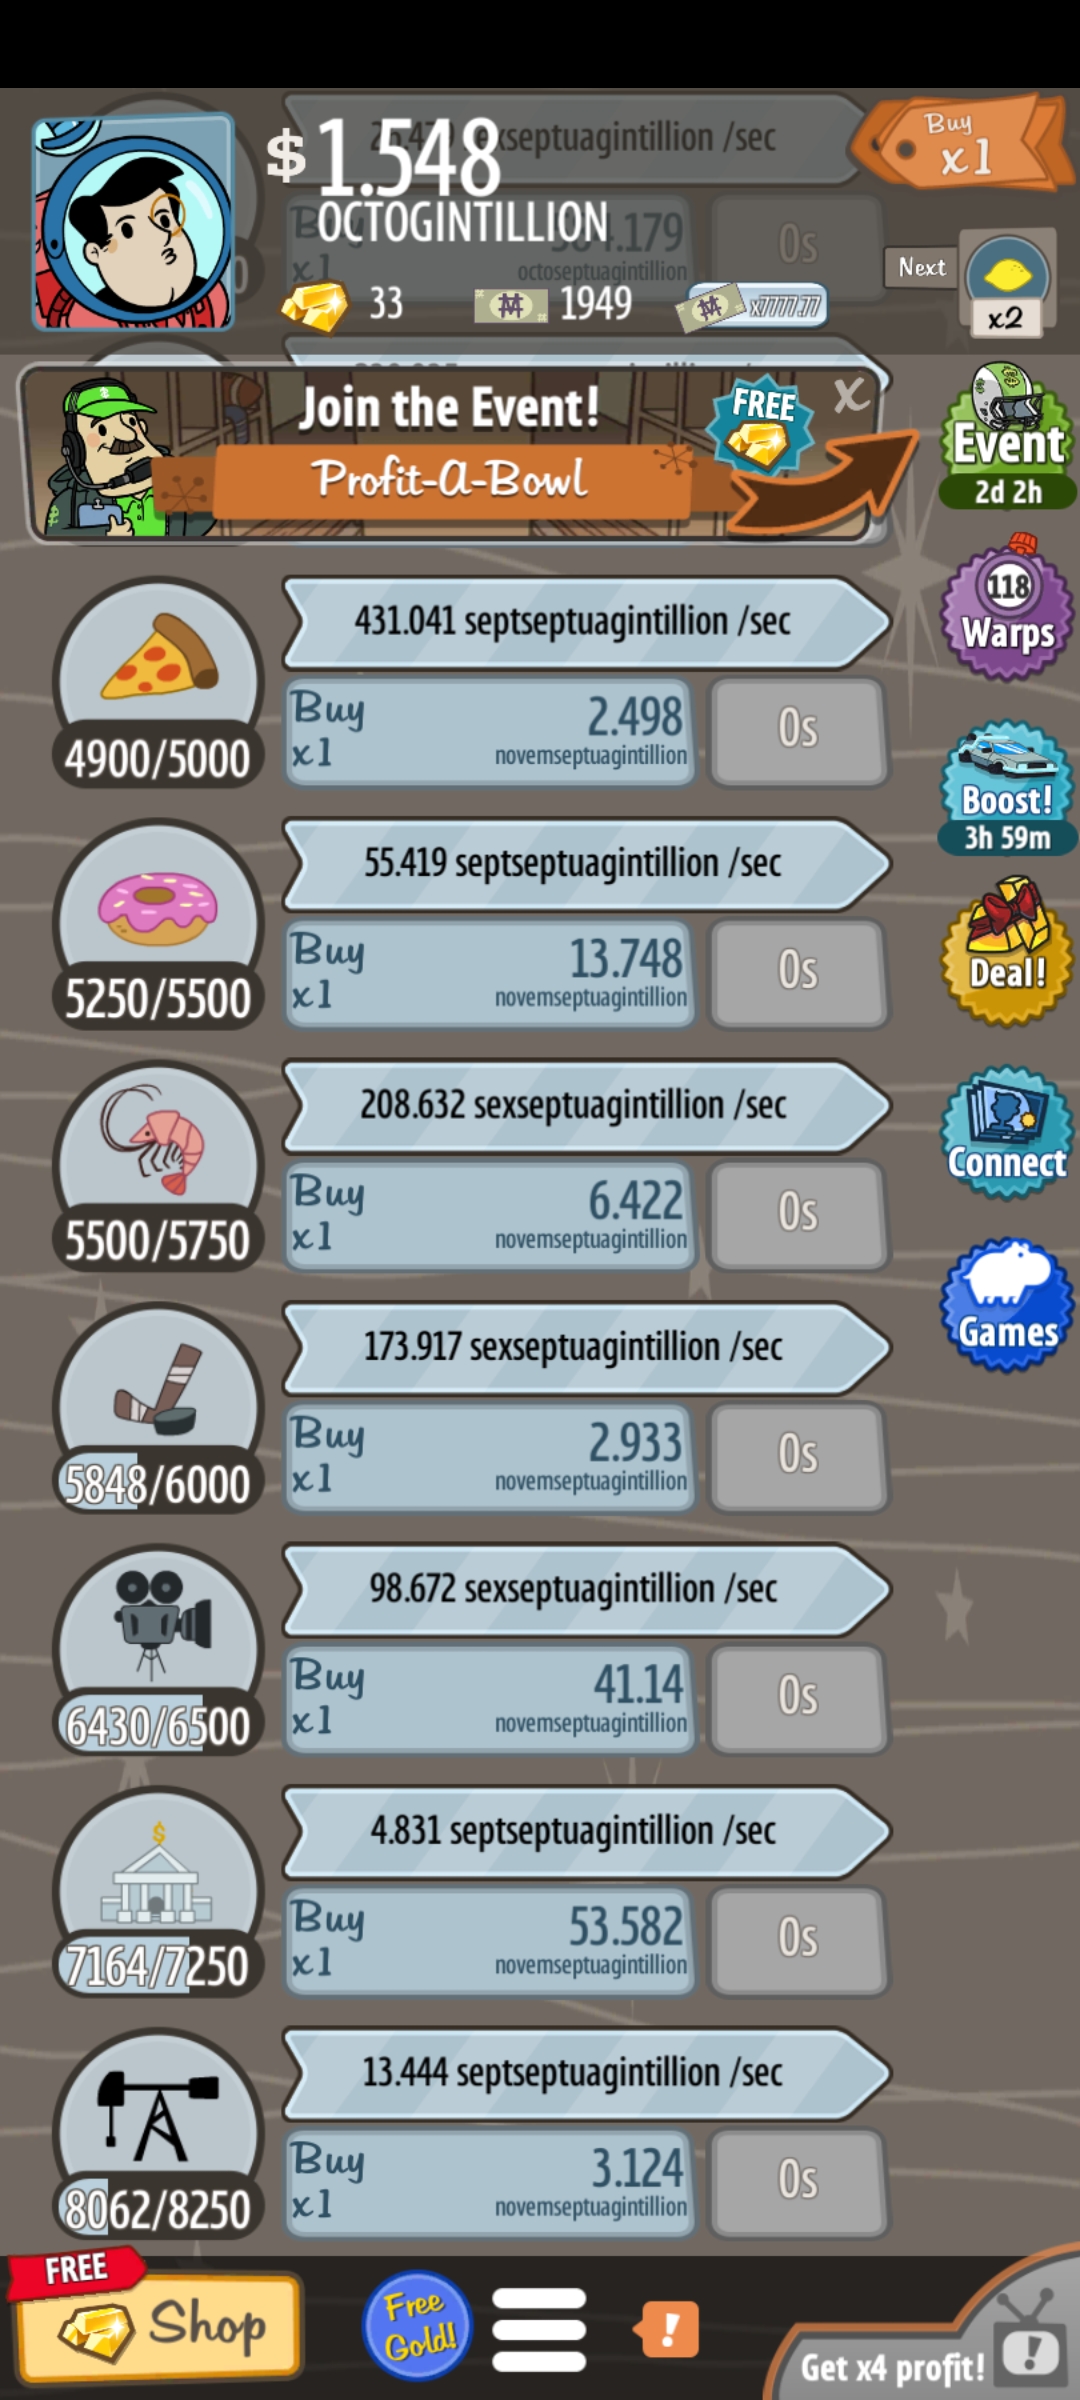 $ 1.548
OCTOGINTILLION
sexseptuagintillion /sec
Buy
x1
Buy
x1
octoseptuagintillion
0s
33
1949
x7777.77
Next
x2
Join the Event!
Profit-A-Bowl
FREE
X
Event
2d 2h
431.041 septseptuagintillion /sec
4900/5000
Buy
x1
2.498
novemseptuagintillion
0s
118
Warps
Boost!
3h 59m
55.419 septseptuagintillion /sec
5250/5500
Buy
x1
13.748
novemseptuagintillion
0s
Deal!
208.632 sexseptuagintillion /sec
5500/5750
Buy
x1
6.422
novemseptuagintillion
0s
Connect
Games
173.917 sexseptuagintillion /sec
5848/6000
Buy
x1
2.933
novemseptuagintillion
0s
98.672 sexseptuagintillion /sec
6430/6500
Buy
x1
41.14
novemseptuagintillion
0s
4.831 septseptuagintillion /sec
7164/7250
Buy
x1
53.582
novemseptuagintillion
0s
13.444 septseptuagintillion /sec
8062/8250
Buy
x1
3.124
novemseptuagintillion
0s
FREE
Shop
Free
Gold!
!
Get x4 profit!
!